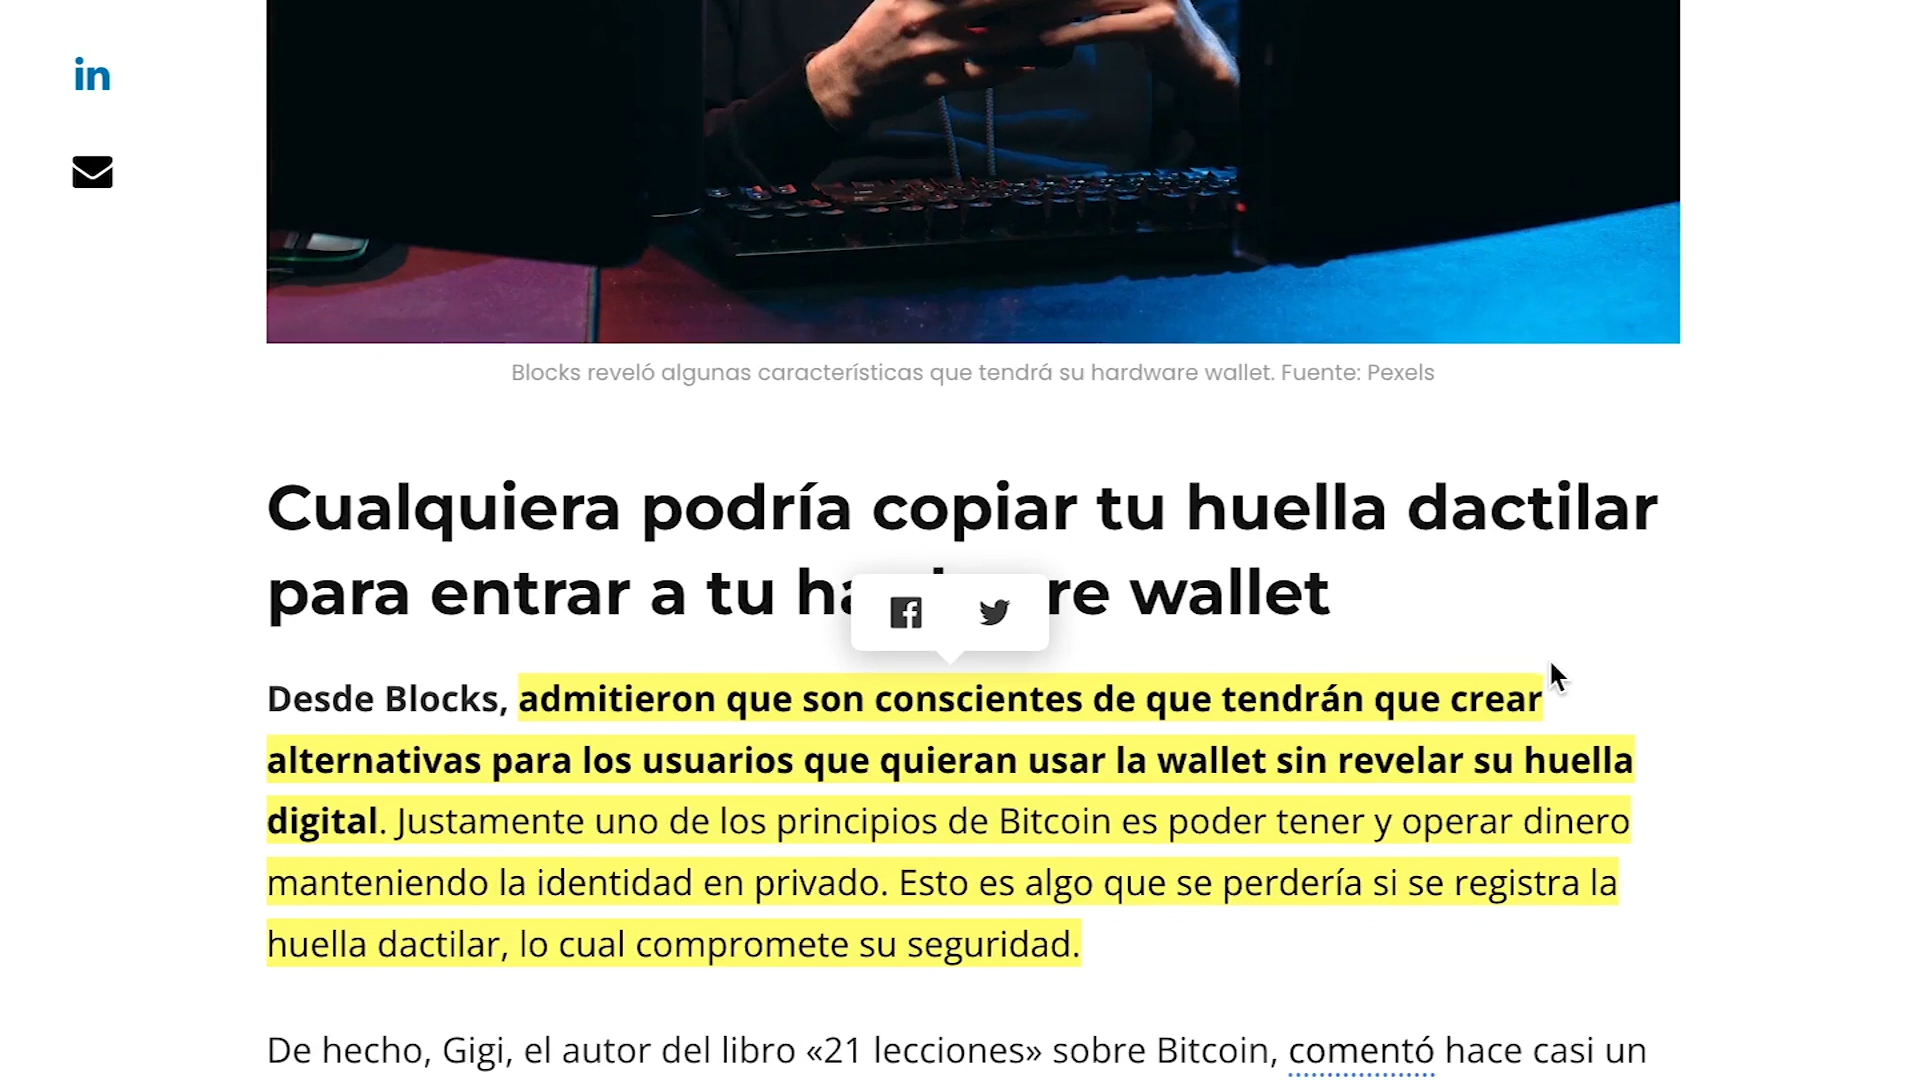 in
Blocks reveló algunas características que tendrá su hardware wallet. Fuente: Pexels
Cualquiera podría copiar tu huella dactilar
para entrar a tu ha re wallet
Desde Blocks, admitieron que son conscientes de que tendrán que crear
alternativas para los usuarios que quieran usar la wallet sin revelar su huella
digital. Justamente uno de los principios de Bitcoin es poder tener y operar dinero
manteniendo la identidad en privado. Esto es algo que se perdería si se registra la
huella dactilar, lo cual compromete su seguridad.
De hecho, Gigi, el autor del libro «21 lecciones» sobre Bitcoin, comentó hace casi un